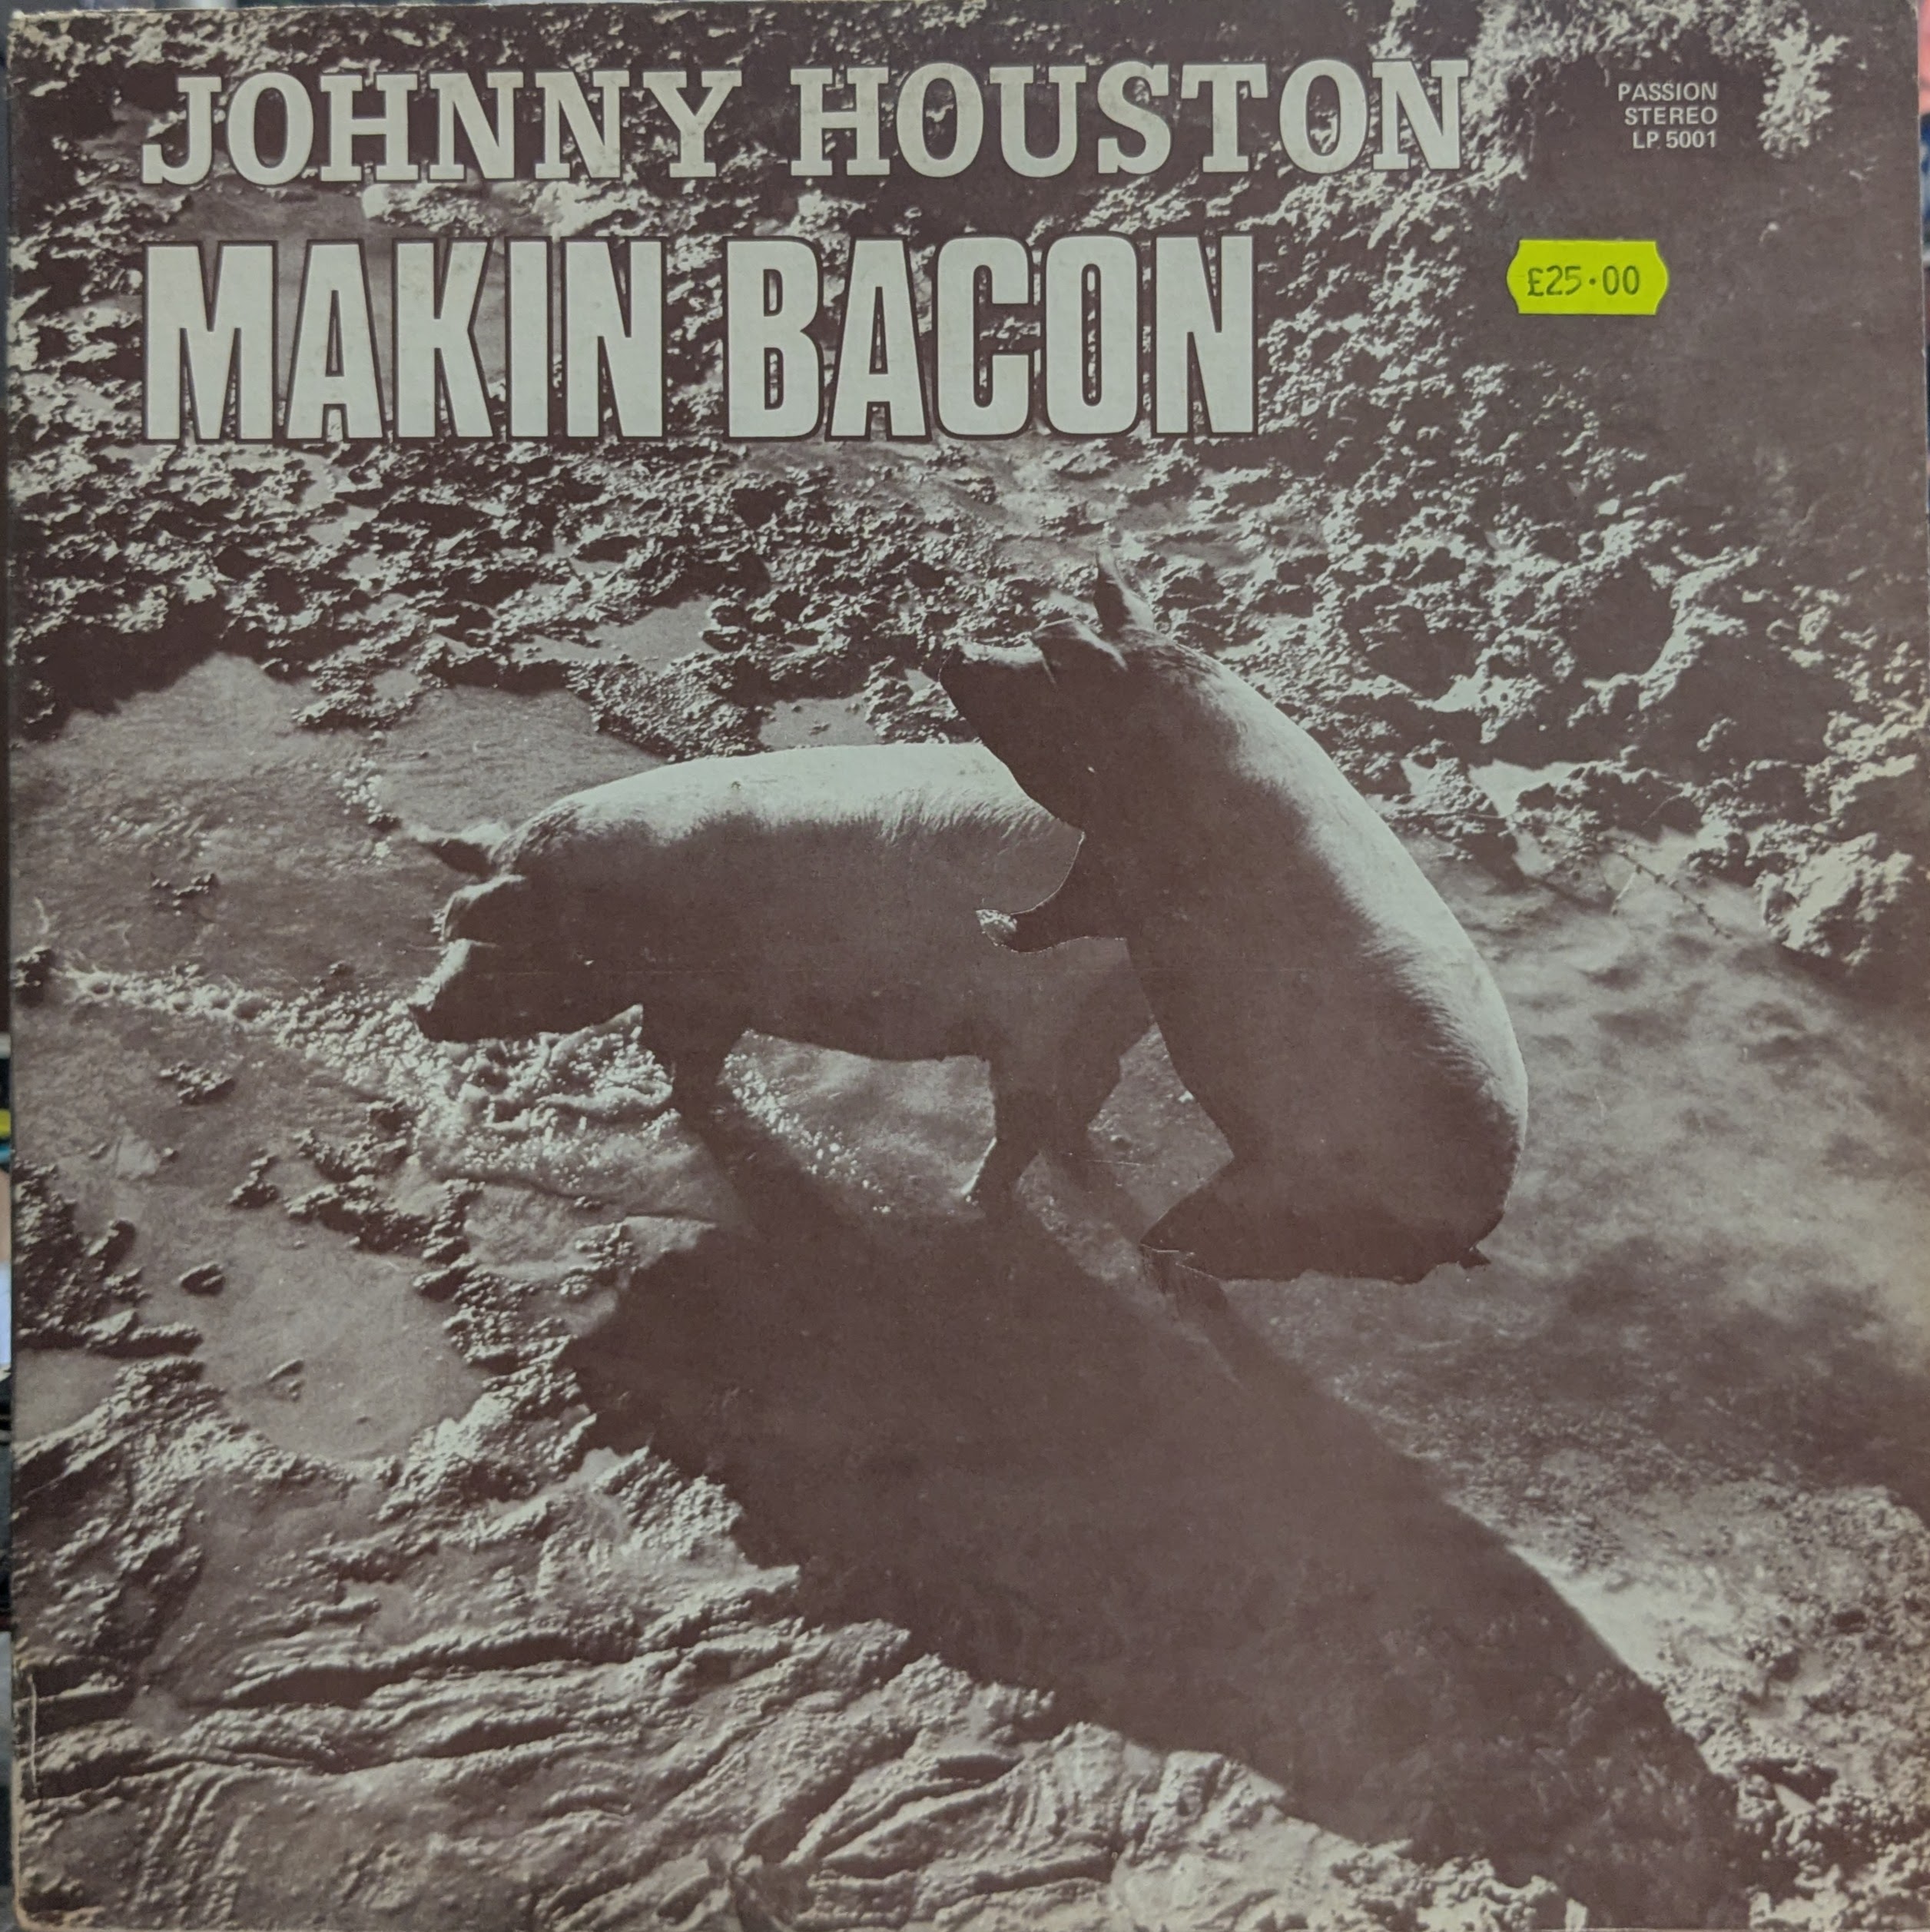 JOHNNY HOUSTON
PASSION
STEREO
LP 5001
MAKIN BACON
£25·00